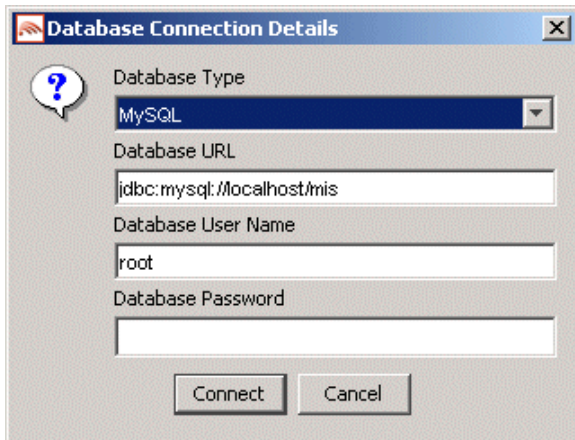 Database Connection Details
?
Database Type
MySQL
Database URL
jdbc:mysql://localhost/mis
Database User Name
root
Database Password
Connect Cancel